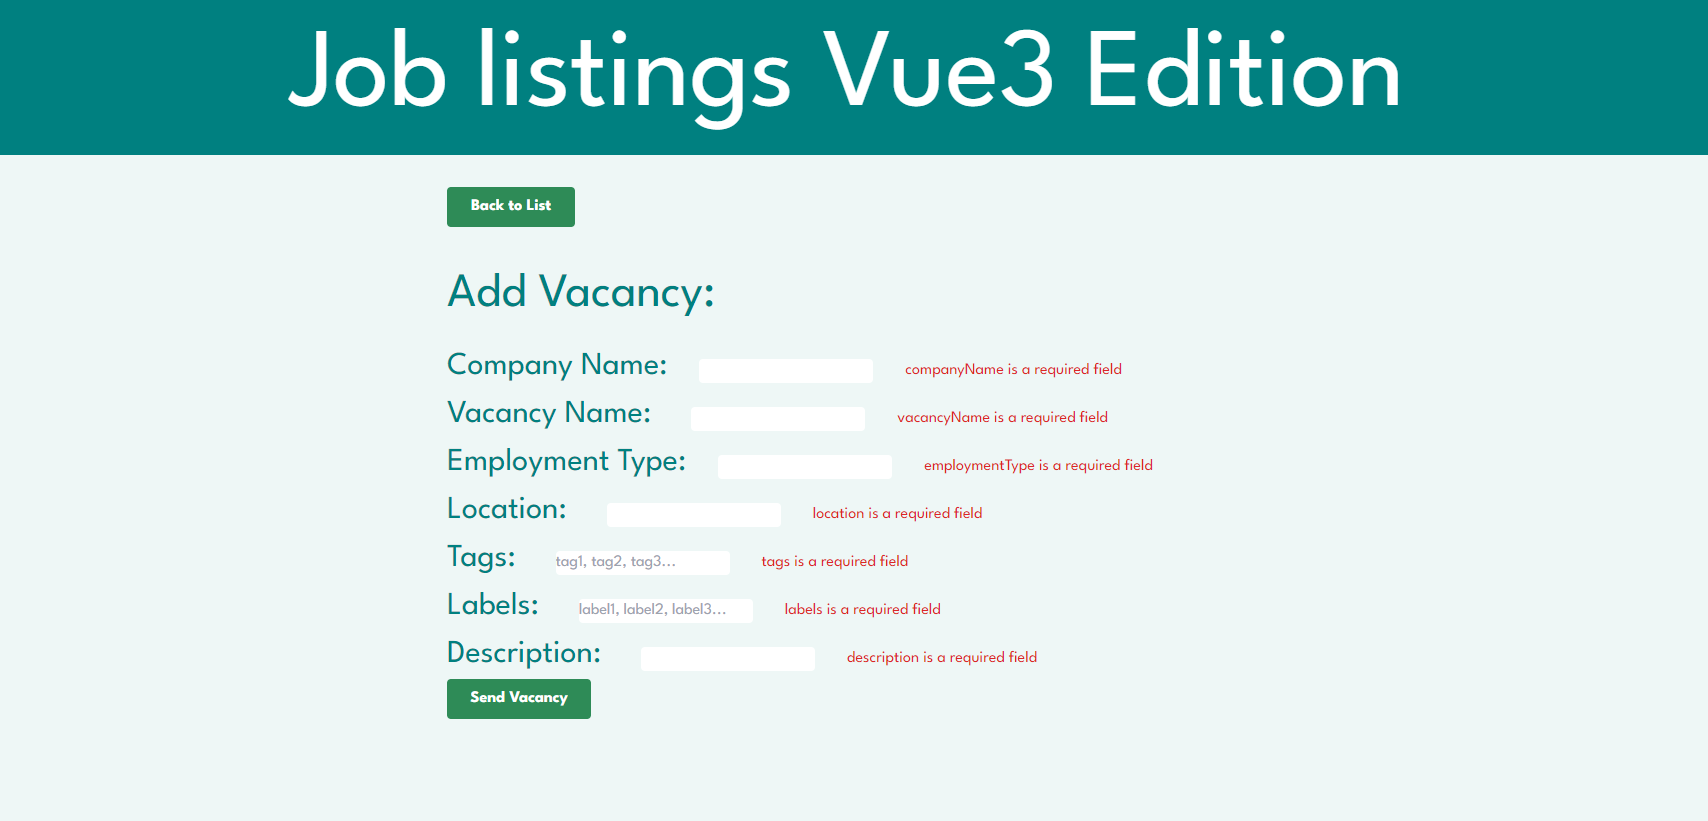 Job listings Vue3 Edition
Back to List
Add Vacancy:
Company Name: companyName is a required field
Vacancy Name: vacancyName is a required field
Employment Type: employmentType is a required field
Location: location is a required field
Tags: tag1, tag2, tag3... tags is a required field
Labels: label1, label2, label3... labels is a required field
Description: description is a required field
Send Vacancy